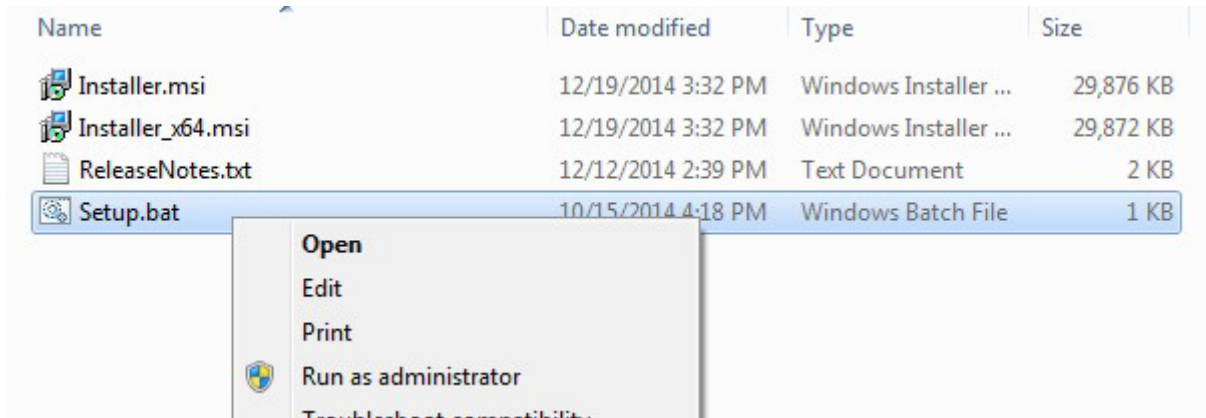 Name Date modified Type Size
Installer.msi 12/19/2014 3:32 PM Windows Installer ... 29,876 KB
Installer_x64.msi 12/19/2014 3:32 PM Windows Installer ... 29,872 KB
ReleaseNotes.txt 12/12/2014 2:39 PM Text Document 2 KB
Setup.bat 10/15/2014 4:18 PM Windows Batch File 1 KB
Open
Edit
Print
Run as administrator
Troubleshoot compatibility